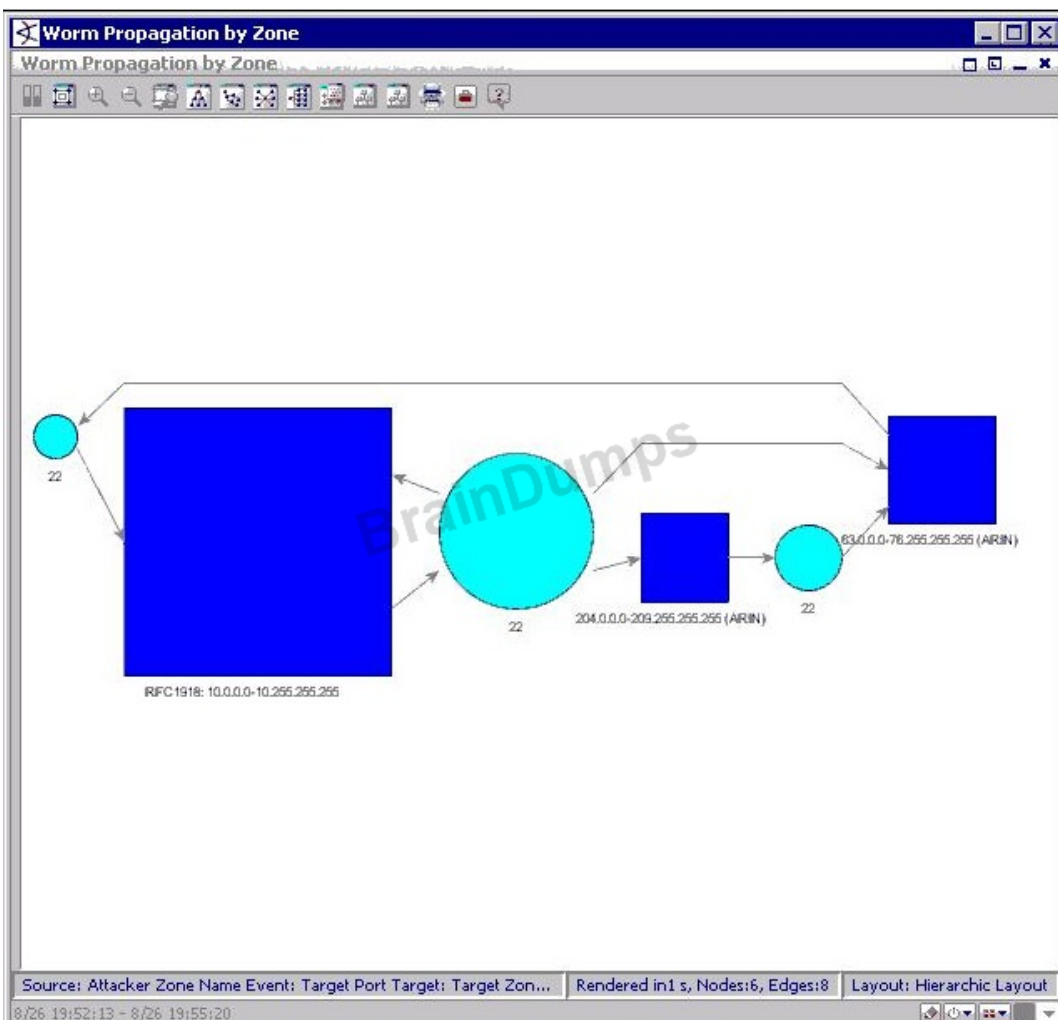 Worm Propagation by Zone
Worm Propagation by Zone
BrainDumps
22
RFC1918: 10.0.0.0-10.255.255.255
22
204.0.0.0-209.255.255.255 (ARIN)
22
63.0.0.0-76.255.255.255 (ARIN)
Source: Attacker Zone Name Event: Target Port Target: Target Zon... Rendered in1 s, Nodes:6, Edges:8 Layout: Hierarchic Layout
8/26 19:52:13 - 8/26 19:55:20